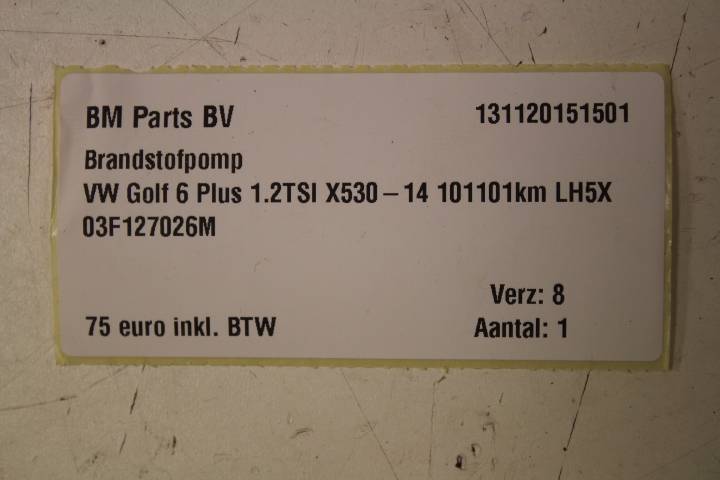 BM Parts BV 131120151501
Brandstofpomp
VW Golf 6 Plus 1.2TSI X530 – 14 101101km LH5X
03F127026M
Verz: 8
75 euro inkl. BTW Aantal: 1